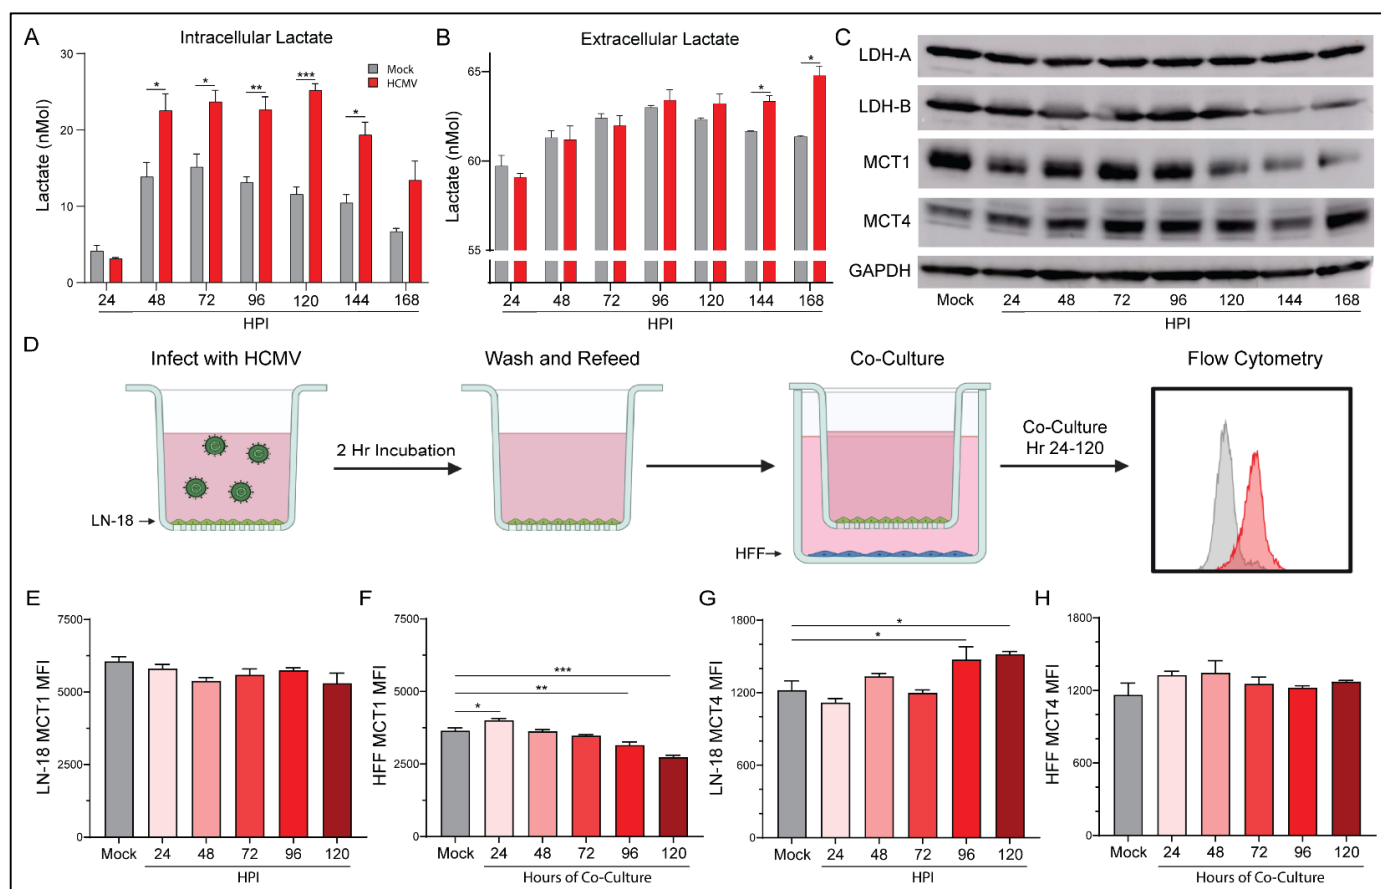 A
Intracellular Lactate
Lactate (nMol)
30
20
10
0
Mock
HCMV
*
*
**
***
*
24 48 72 96 120 144 168
HPI
B
Extracellular Lactate
Lactate (nMol)
65
60
55
*
*
24 48 72 96 120 144 168
HPI
C
LDH-A
LDH-B
MCT1
MCT4
GAPDH
Mock 24 48 72 96 120 144 168
HPI
D
Infect with HCMV
Wash and Refeed
Co-Culture
Flow Cytometry
2 Hr Incubation
Co-Culture
Hr 24-120
LN-18
HFF
E
LN-18 MCT1 MFI
7500
5000
2500
0
Mock 24 48 72 96 120
HPI
F
HFF MCT1 MFI
7500
5000
2500
0
***
**
*
Mock 24 48 72 96 120
Hours of Co-Culture
G
LN-18 MCT4 MFI
1800
1200
600
0
*
*
Mock 24 48 72 96 120
HPI
H
HFF MCT4 MFI
1800
1200
600
0
Mock 24 48 72 96 120
Hours of Co-Culture